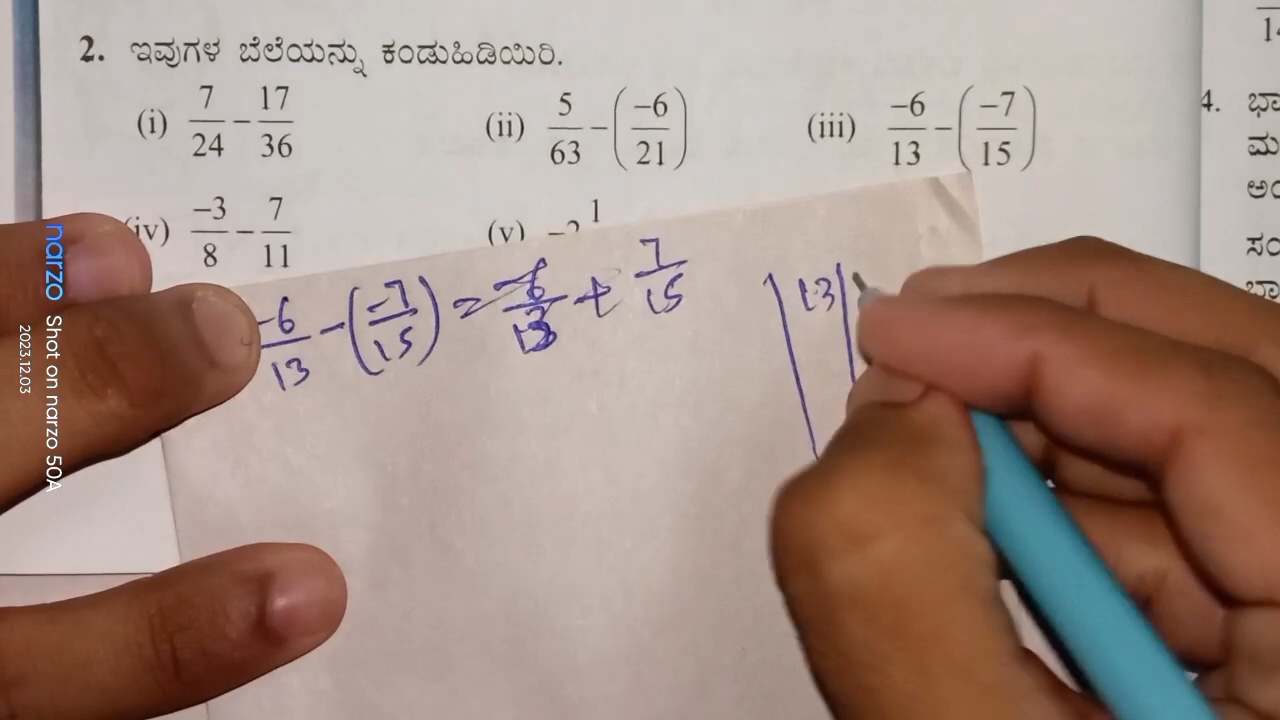 2. ಇವುಗಳ ಬೆಲೆಯನ್ನು ಕಂಡುಹಿಡಿಯಿರಿ.
(i) 7/24 - 17/36 (ii) 5/63 - (-6/21) (iii) -6/13 - (-7/15)
(iv) -3/8 - 7/11 (v)
-6/13 - (-7/15) = -6/13 + 7/15
13
4.
narzo Shot on narzo 50A
2023.12.03